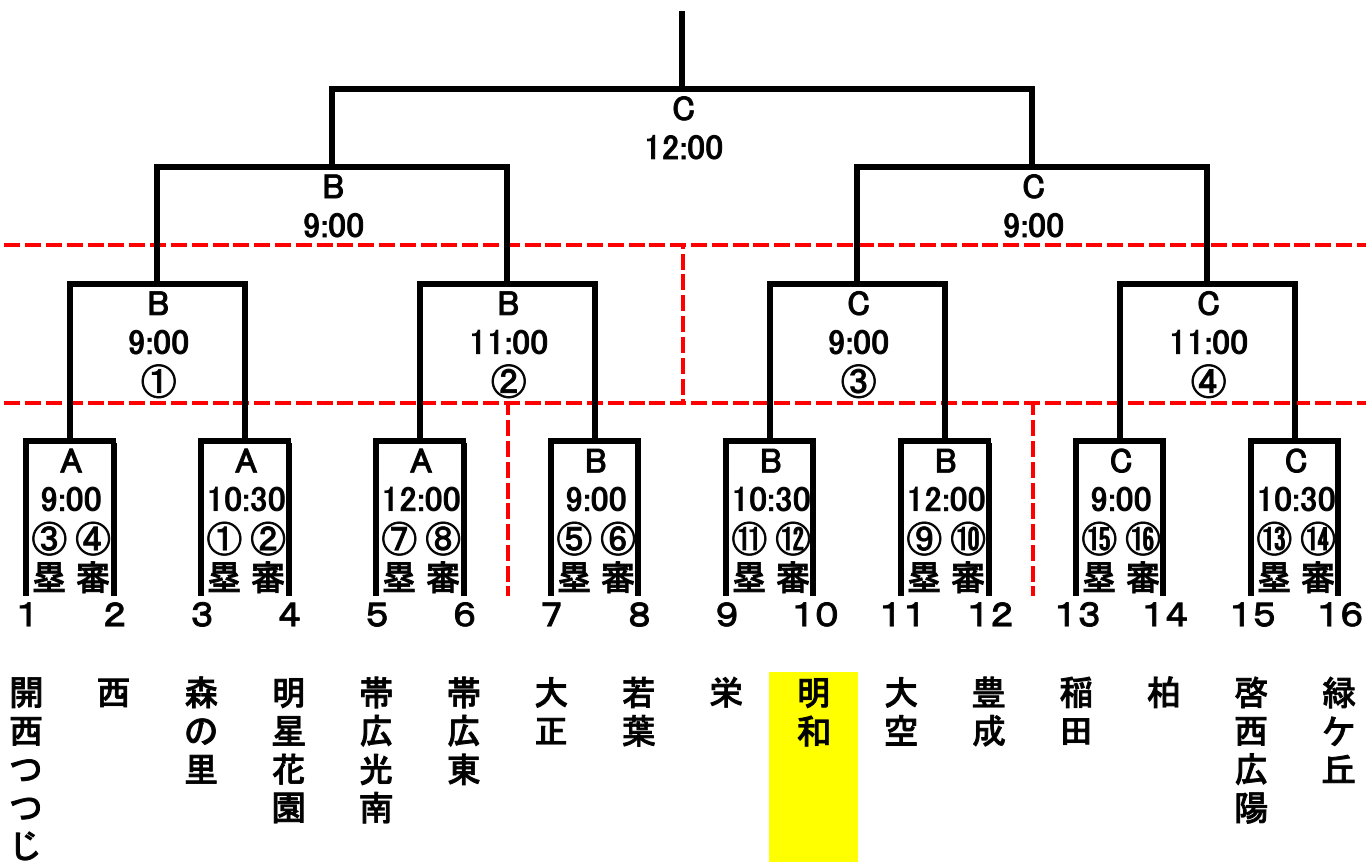 C
12:00
B C
9:00 9:00
B B C C
9:00 11:00 9:00 11:00
① ② ③ ④
A A A B B B C C
9:00 10:30 12:00 9:00 10:30 12:00 9:00 10:30
③ ④ ① ② ⑦ ⑧ ⑤ ⑥ ⑪ ⑫ ⑨ ⑩ ⑮ ⑯ ⑬ ⑭
塁 審 塁 審 塁 審 塁 審 塁 審 塁 審 塁 審 塁 審
1 2 3 4 5 6 7 8 9 10 11 12 13 14 15 16
開西つつじ
西
森の里
明星花園
帯広光南
帯広東
大正
若葉
栄
明和
大空
豊成
稲田
柏
啓西広陽
緑ケ丘